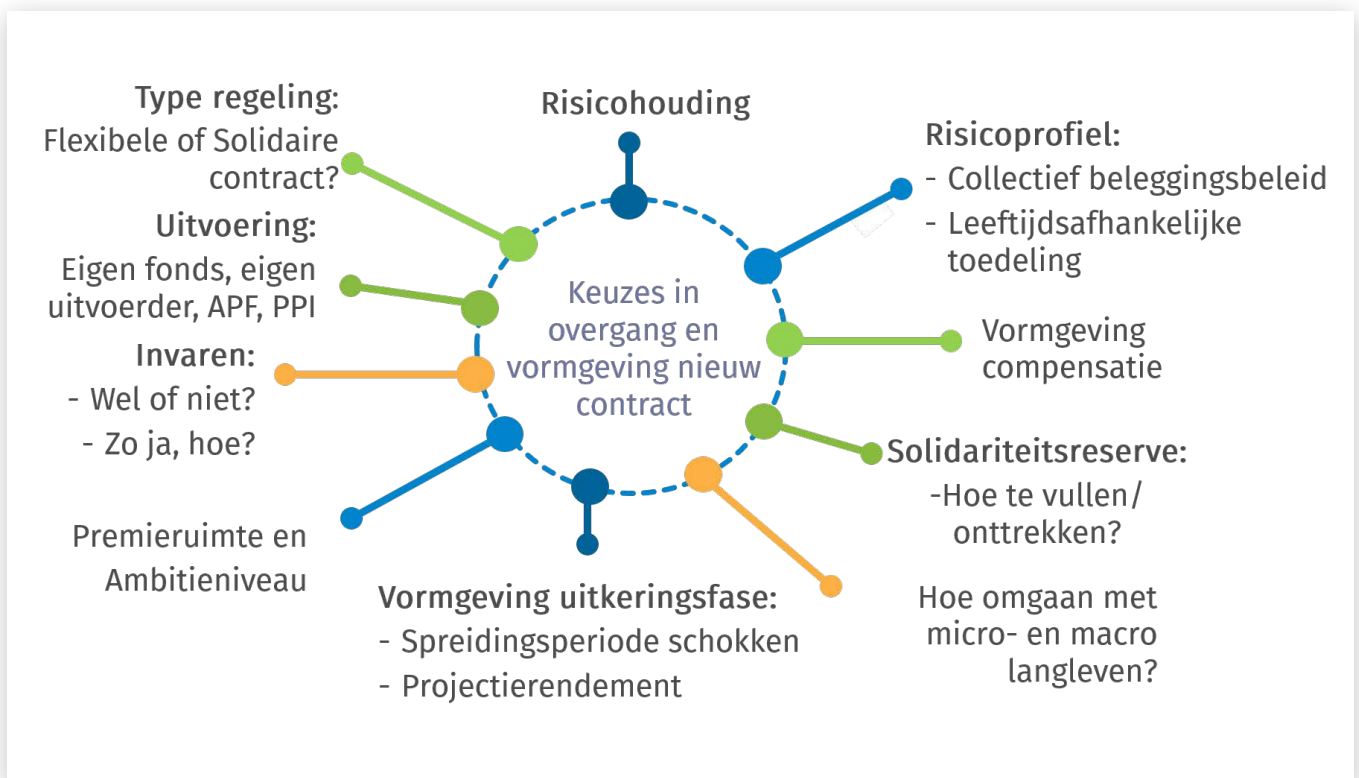 Type regeling:
Flexibele of Solidaire
contract?
Uitvoering:
Eigen fonds, eigen
uitvoerder, APF, PPI
Invaren:
- Wel of niet?
- Zo ja, hoe?
Premieruimte en
Ambitieniveau
Risicohouding
Keuzes in
overgang en
vormgeving nieuw
contract
Vormgeving uitkeringsfase:
- Spreidingsperiode schokken
- Projectierendement
Risicoprofiel:
- Collectief beleggingsbeleid
- Leeftijdsafhankelijke
toedeling
Vormgeving
compensatie
Solidariteitsreserve:
-Hoe te vullen/
onttrekken?
Hoe omgaan met
micro- en macro
langleven?